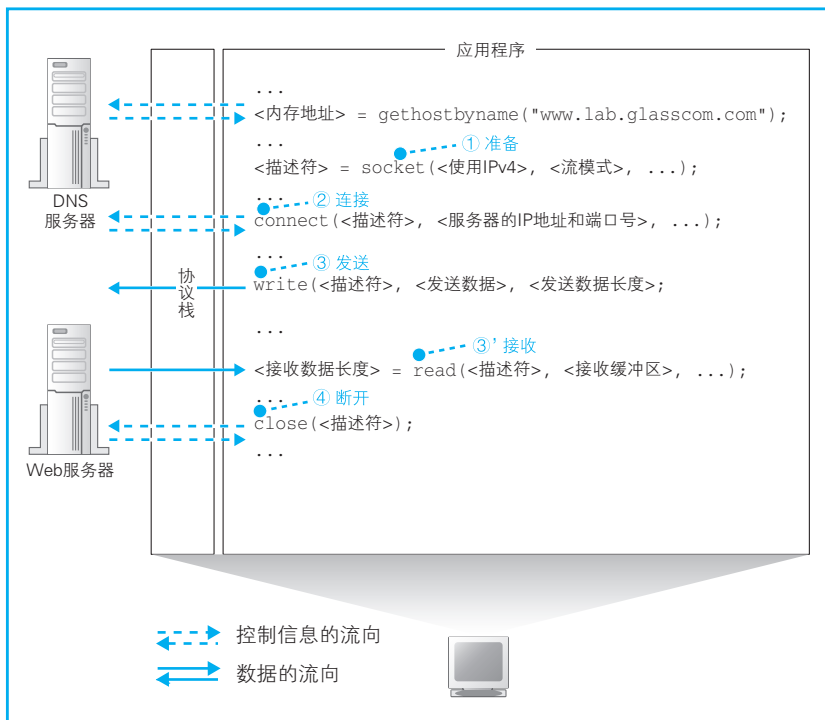 应用程序
...
<内存地址> = gethostbyname("www.lab.glasscom.com");
...
① 准备
<描述符> = socket(<使用IPv4>, <流模式>, ...);
DNS
服务器
...
② 连接
connect(<描述符>, <服务器的IP地址和端口号>, ...);
...
③ 发送
协议栈
write(<描述符>, <发送数据>, <发送数据长度>;
...
③' 接收
<接收数据长度> = read(<描述符>, <接收缓冲区>, ...);
...
④ 断开
close(<描述符>);
...
Web服务器
控制信息的流向
数据的流向